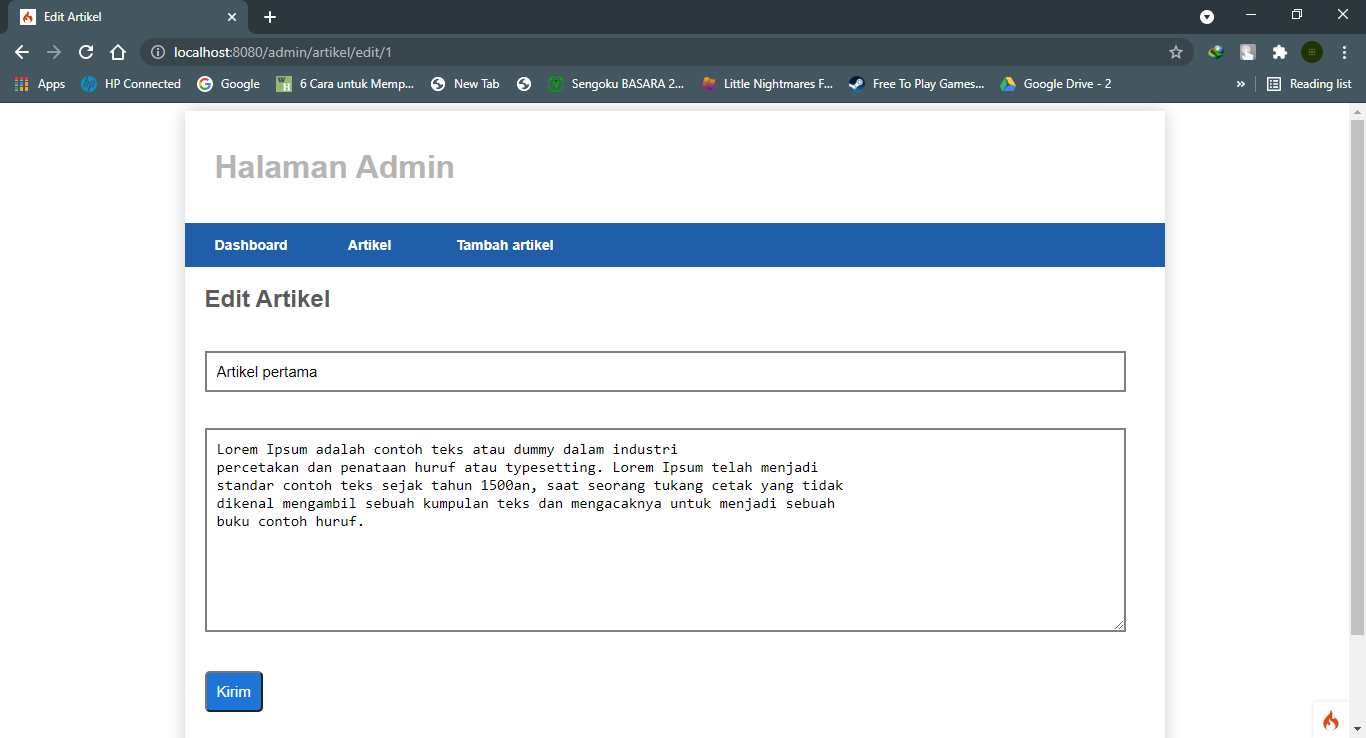 Edit Artikel
localhost:8080/admin/artikel/edit/1
Apps HP Connected Google 6 Cara untuk Memp... New Tab Sengoku BASARA 2... Little Nightmares F... Free To Play Games... Google Drive - 2 » Reading list
Halaman Admin
Dashboard Artikel Tambah artikel
Edit Artikel
Artikel pertama
Lorem Ipsum adalah contoh teks atau dummy dalam industri
percetakan dan penataan huruf atau typesetting. Lorem Ipsum telah menjadi
standar contoh teks sejak tahun 1500an, saat seorang tukang cetak yang tidak
dikenal mengambil sebuah kumpulan teks dan mengacaknya untuk menjadi sebuah
buku contoh huruf.
Kirim